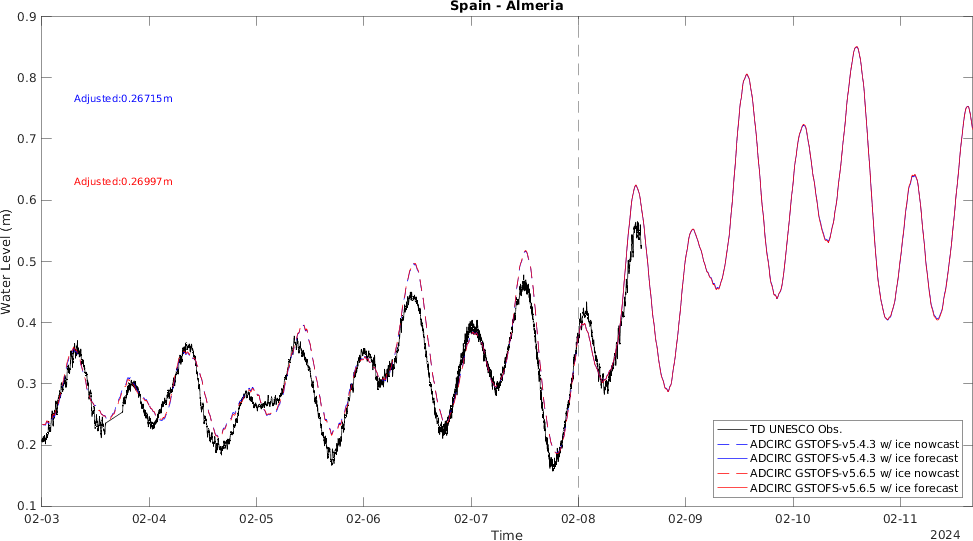 Spain - Almeria
0.9
0.8
0.7
0.6
0.5
0.4
0.3
0.2
0.1
Water Level (m)
Adjusted:0.26715m
Adjusted:0.26997m
TD UNESCO Obs.
ADCIRC GSTOFS-v5.4.3 w/ ice nowcast
ADCIRC GSTOFS-v5.4.3 w/ ice forecast
ADCIRC GSTOFS-v5.6.5 w/ ice nowcast
ADCIRC GSTOFS-v5.6.5 w/ ice forecast
02-03 02-04 02-05 02-06 02-07 02-08 02-09 02-10 02-11
Time
2024